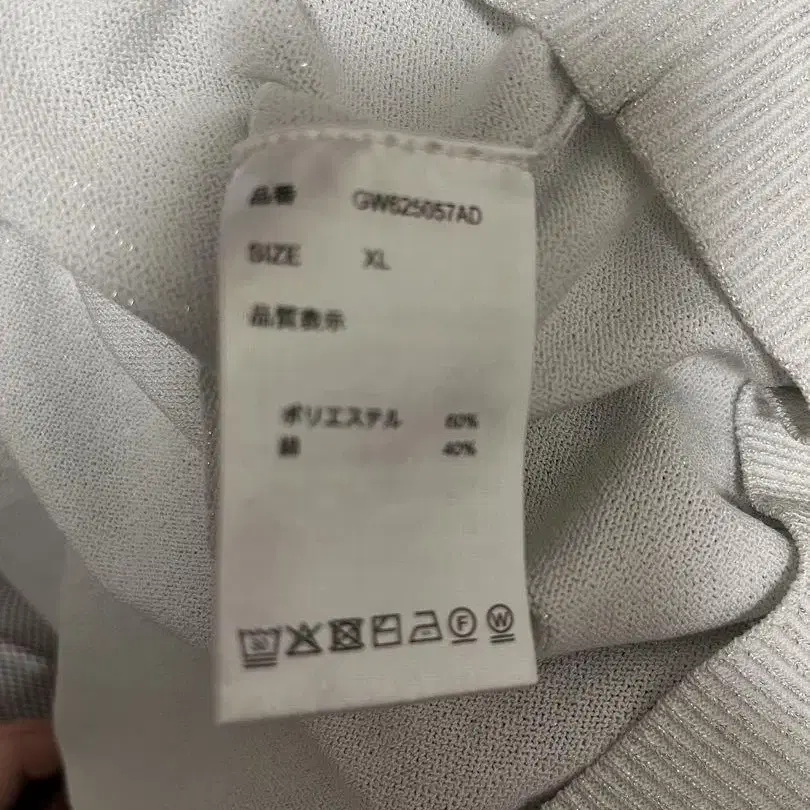 品番 GW625057AD
SIZE XL
品質表示
ポリエステル 60%
綿 40%
F W